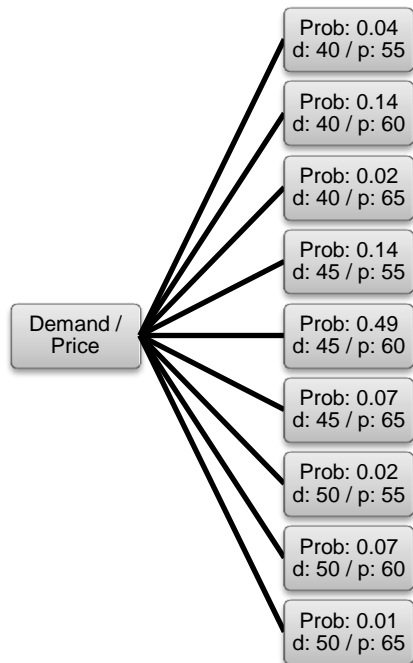 Prob: 0.04
d: 40 / p: 55
Prob: 0.14
d: 40 / p: 60
Prob: 0.02
d: 40 / p: 65
Prob: 0.14
d: 45 / p: 55
Demand /
Price
Prob: 0.49
d: 45 / p: 60
Prob: 0.07
d: 45 / p: 65
Prob: 0.02
d: 50 / p: 55
Prob: 0.07
d: 50 / p: 60
Prob: 0.01
d: 50 / p: 65